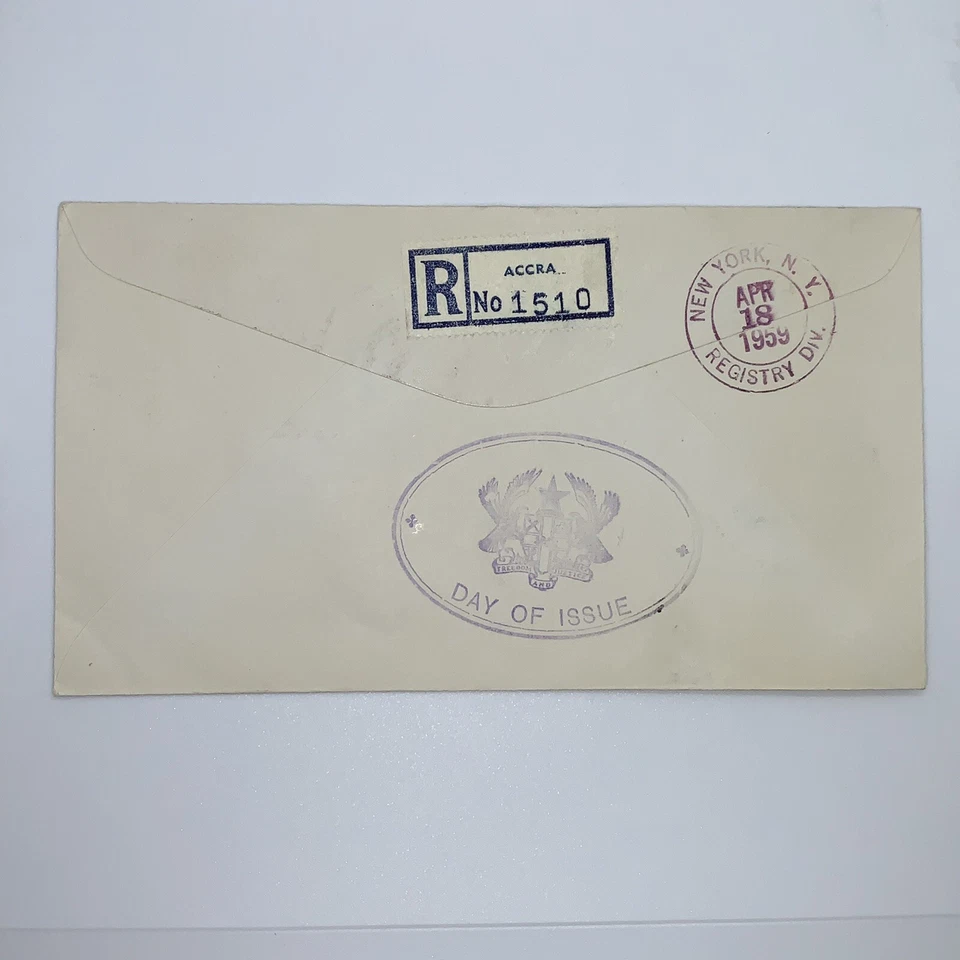 R
ACCRA..
No 1510
NEW YORK, N. Y.
APR
18
1959
REGISTRY DIV.
FREEDOM JUSTICE
AND
DAY OF ISSUE